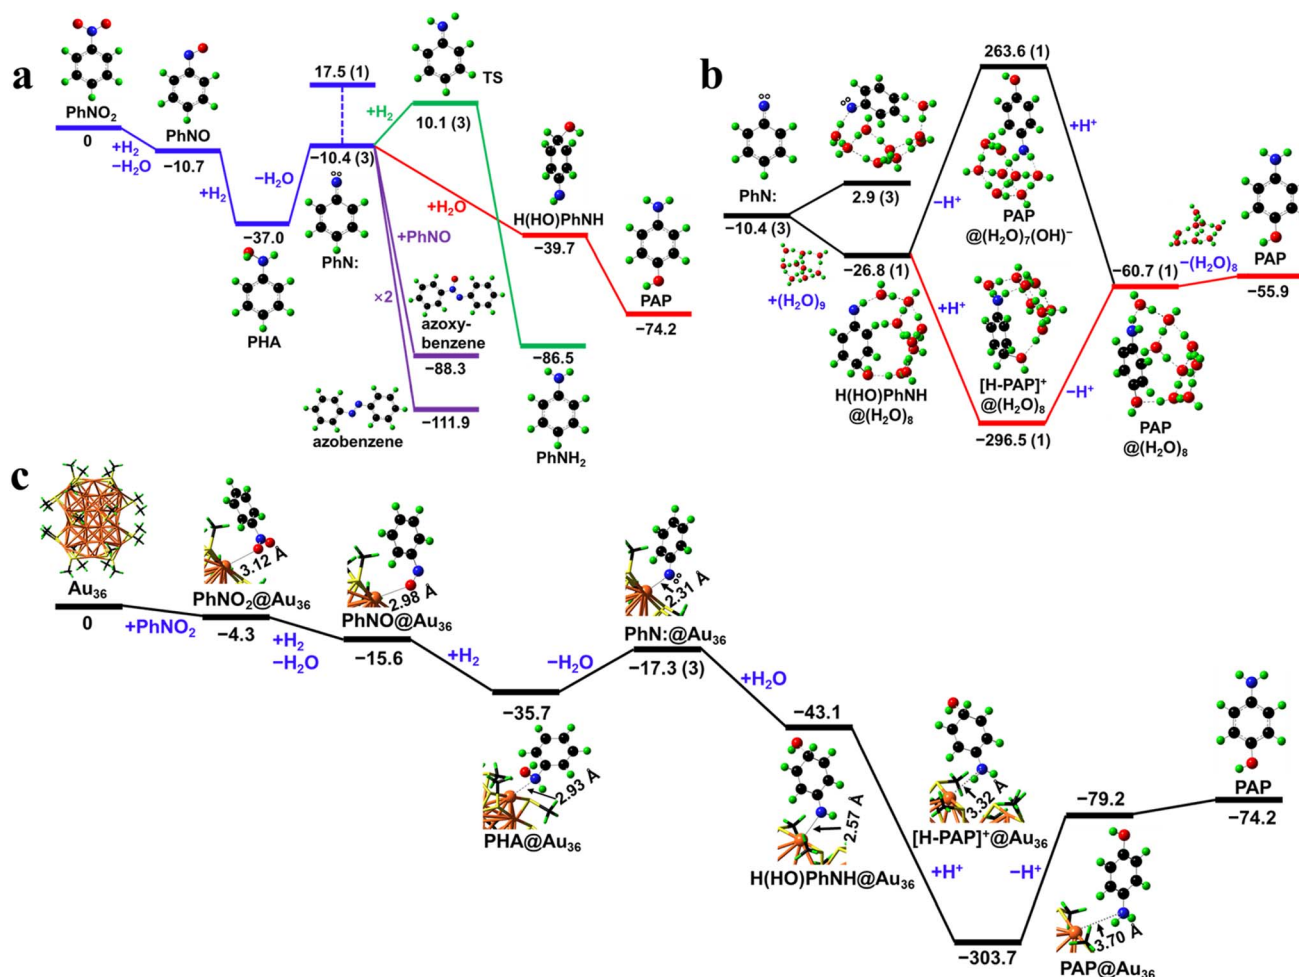 a
PhNO2
0
+H2
−H2O
PhNO
−10.7
+H2
−37.0
PHA
−H2O
17.5 (1)
−10.4 (3)
PhN:
+H2
TS
10.1 (3)
+H2O
+PhNO
×2
azoxy-
benzene
−88.3
azobenzene
−111.9
H(HO)PhNH
−39.7
PAP
−74.2
−86.5
PhNH2
b
PhN:
−10.4 (3)
2.9 (3)
+(H2O)9
−26.8 (1)
H(HO)PhNH
@(H2O)8
263.6 (1)
−H+
PAP
@(H2O)7(OH)−
+H+
+H+
[H-PAP]+
@(H2O)8
−296.5 (1)
−H+
−60.7 (1)
PAP
@(H2O)8
−(H2O)8
PAP
−55.9
c
Au36
0
+PhNO2
3.12 Å
PhNO2@Au36
−4.3
+H2
−H2O
2.98 Å
PhNO@Au36
−15.6
+H2
−35.7
2.93 Å
PHA@Au36
−H2O
2.31 Å
PhN:@Au36
−17.3 (3)
+H2O
−43.1
2.57 Å
H(HO)PhNH@Au36
+H+
3.32 Å
[H-PAP]+@Au36
−303.7
−H+
−79.2
3.70 Å
PAP@Au36
PAP
−74.2